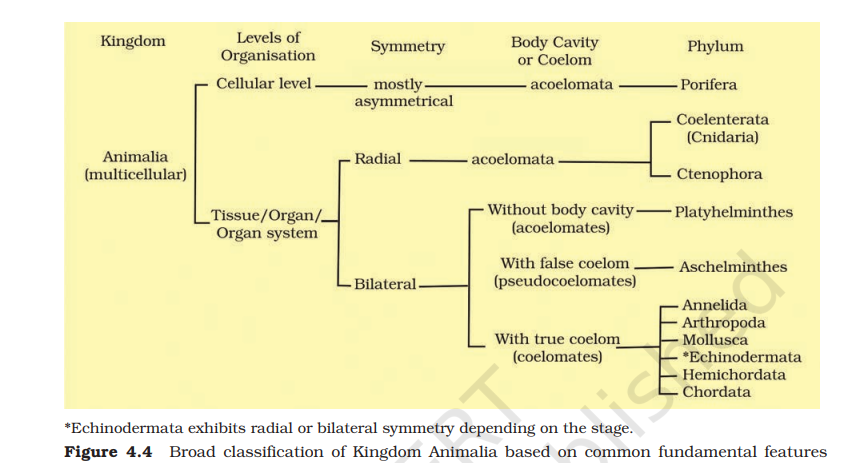 Kingdom
Levels of
Organisation
Symmetry
Body Cavity
or Coelom
Phylum
Cellular level
mostly
asymmetrical
acoelomata
Porifera
Animalia
(multicellular)
Radial
acoelomata
Coelenterata
(Cnidaria)
Ctenophora
Tissue/Organ/
Organ system
Bilateral
Without body cavity
(acoelomates)
Platyhelminthes
With false coelom
(pseudocoelomates)
Aschelminthes
With true coelom
(coelomates)
Annelida
Arthropoda
Mollusca
*Echinodermata
Hemichordata
Chordata
*Echinodermata exhibits radial or bilateral symmetry depending on the stage.
Figure 4.4 Broad classification of Kingdom Animalia based on common fundamental features